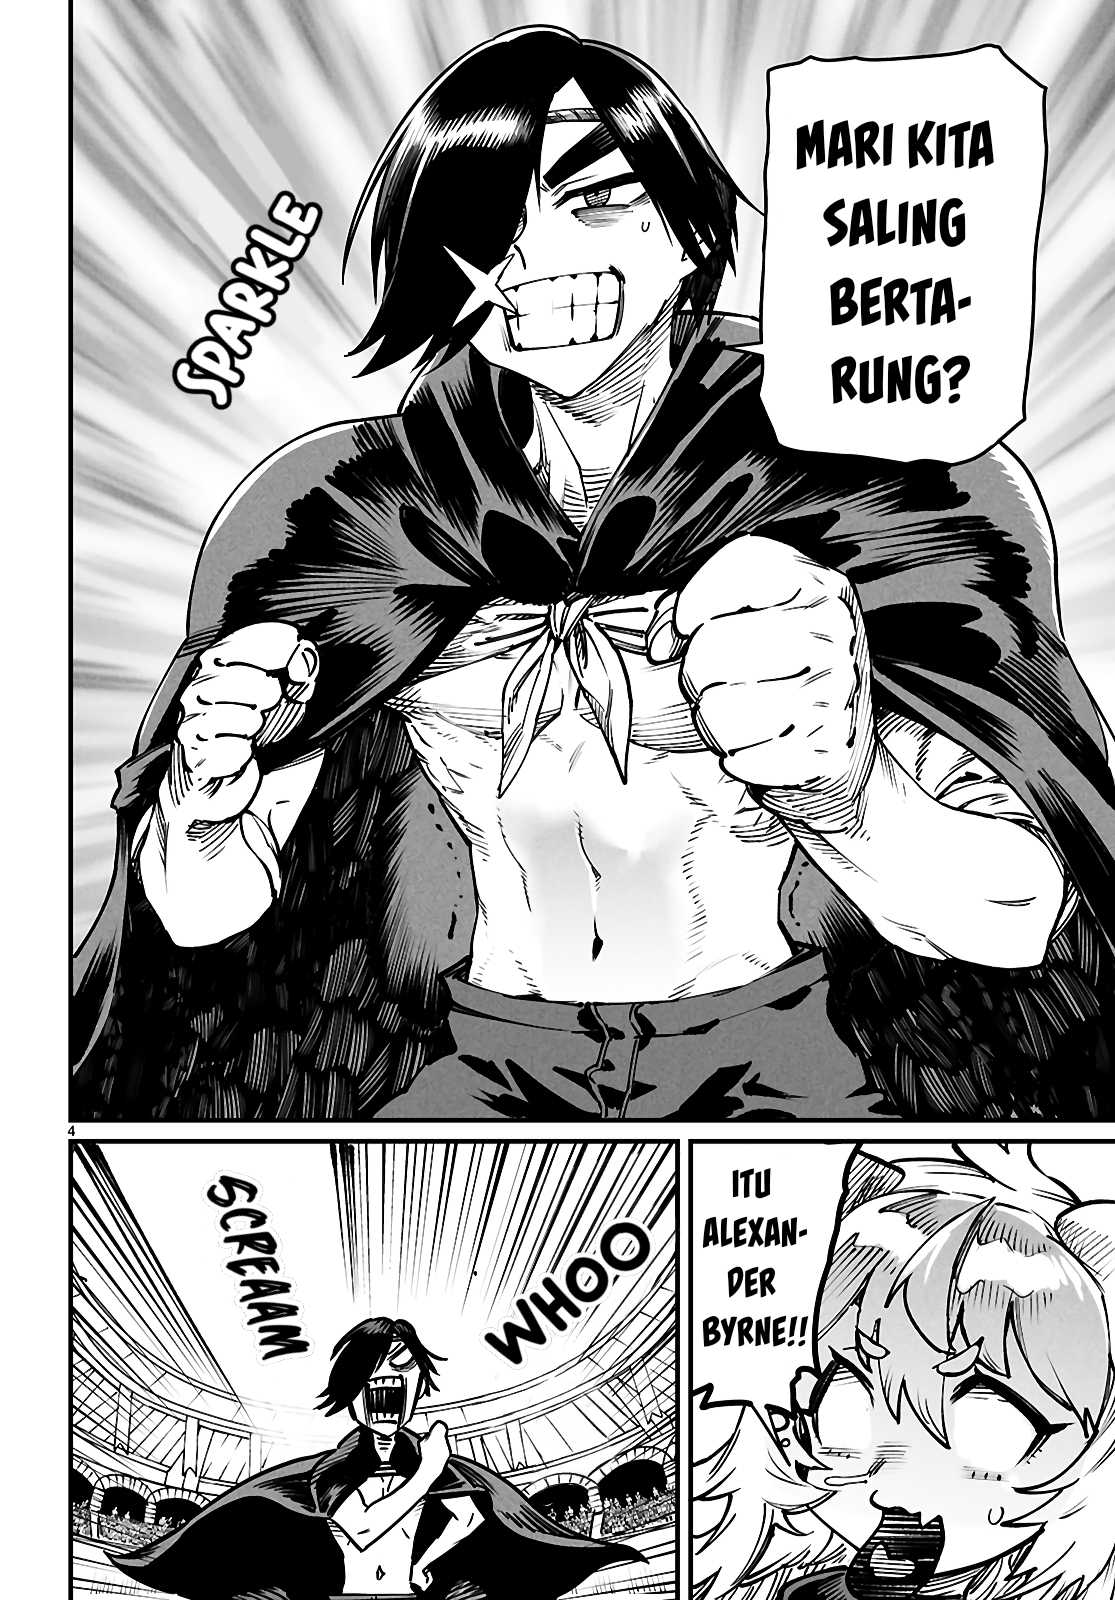 MARI KITA
SALING
BERTA-
RUNG?
SPARKLE
4
ITU
ALEXAN-
DER
BYRNE!!
SCREAAM
WHOO